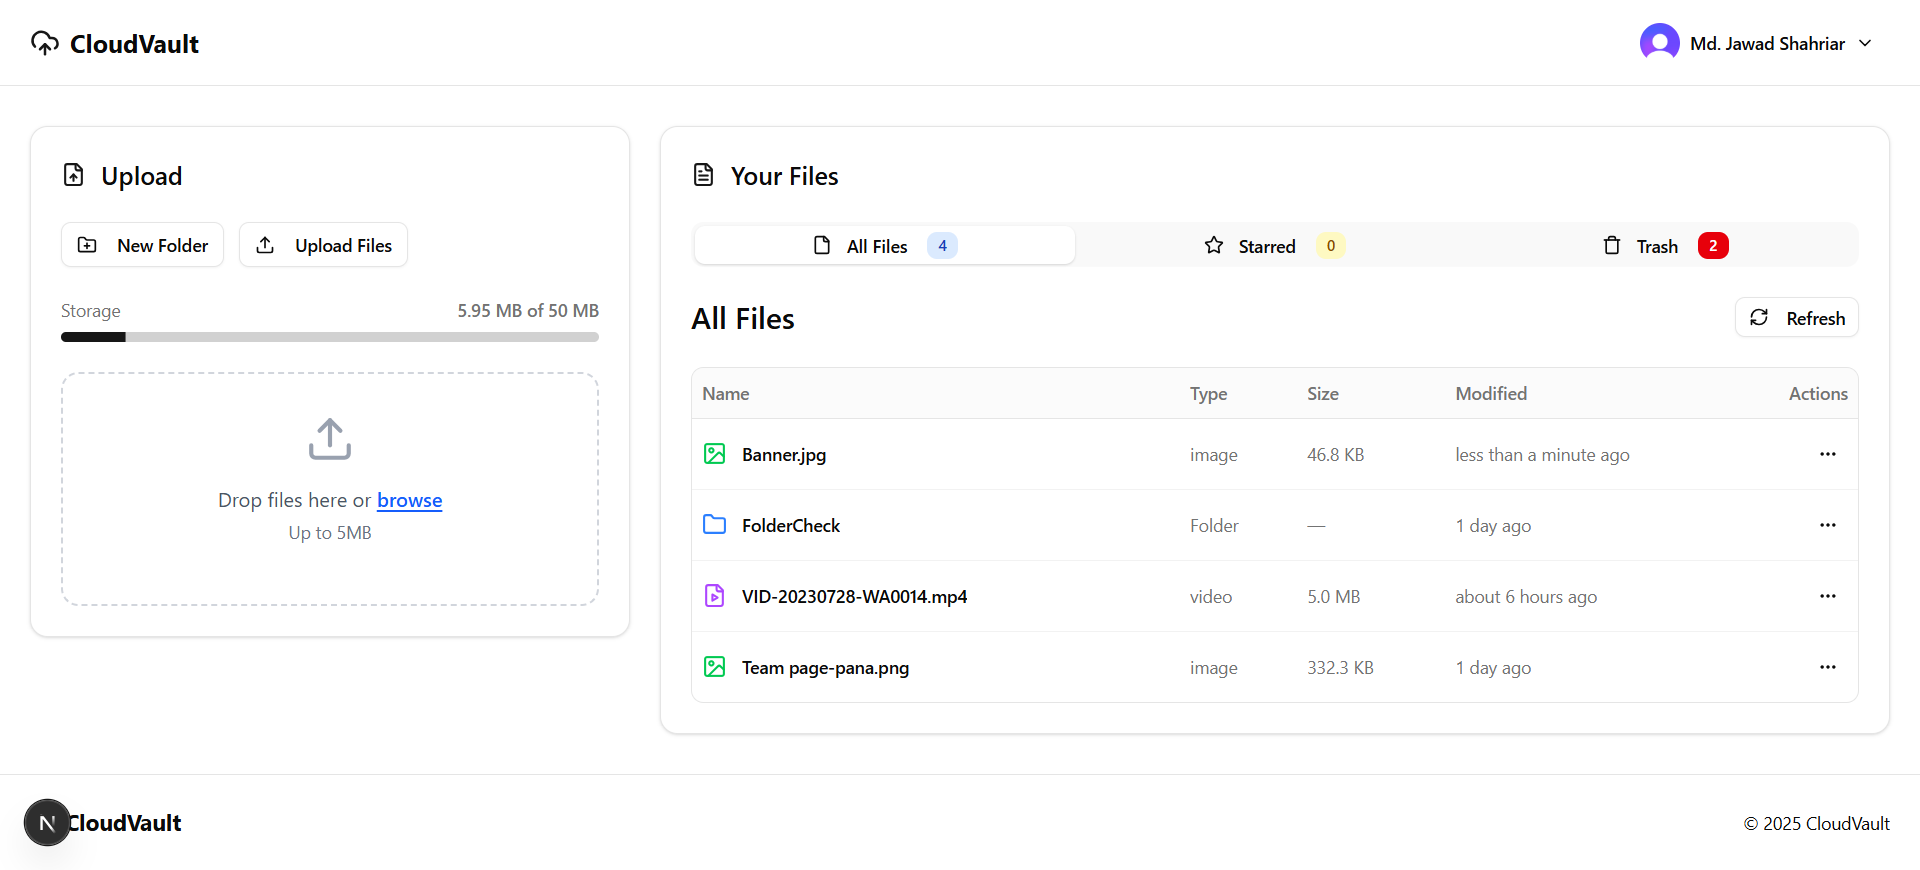 CloudVault
Md. Jawad Shahriar
Upload
New Folder
Upload Files
Storage
5.95 MB of 50 MB
Drop files here or browse
Up to 5MB
Your Files
All Files 4
Starred 0
Trash 2
All Files
Refresh
Name Type Size Modified Actions
Banner.jpg image 46.8 KB less than a minute ago
FolderCheck Folder — 1 day ago
VID-20230728-WA0014.mp4 video 5.0 MB about 6 hours ago
Team page-pana.png image 332.3 KB 1 day ago
N
CloudVault
© 2025 CloudVault